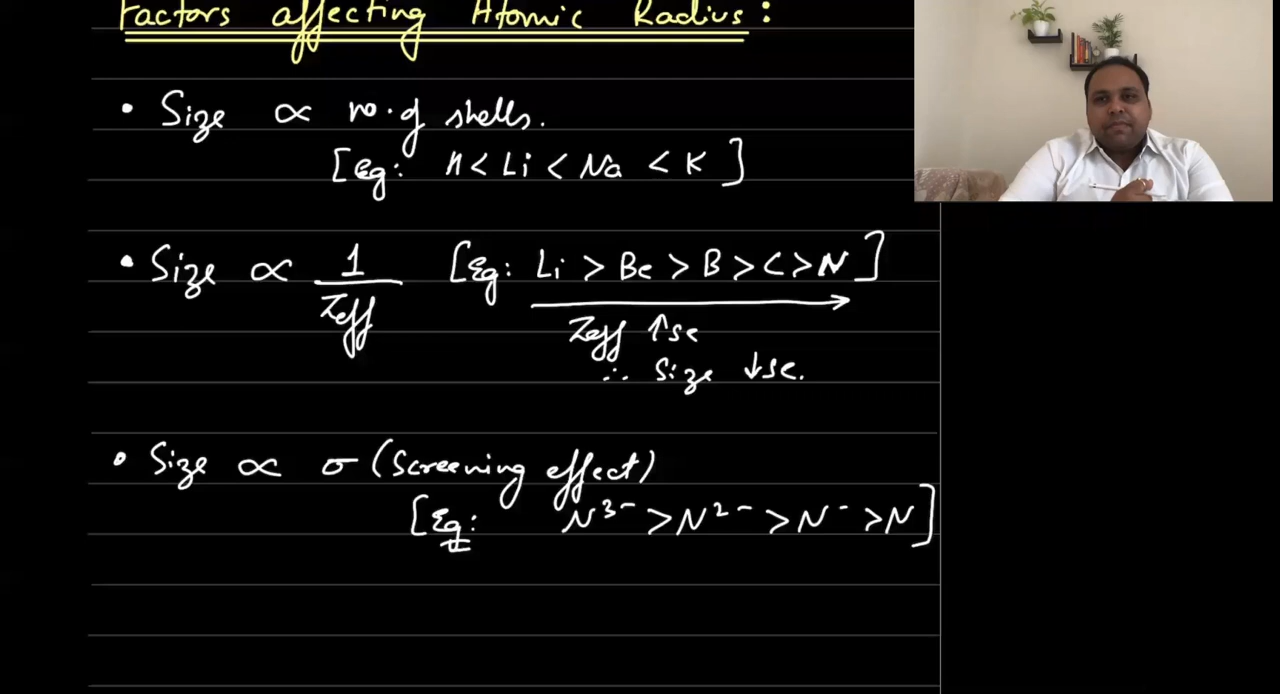 Factors affecting Atomic Radius:
• Size ∝ no. of shells.
[Eg: H < Li < Na < K]
• Size ∝ 1/Zeff [Eg: Li > Be > B > C > N]
Zeff ↑se
∴ Size ↓se.
• Size ∝ σ (Screening effect)
[Eg: N³⁻ > N²⁻ > N⁻ > N]